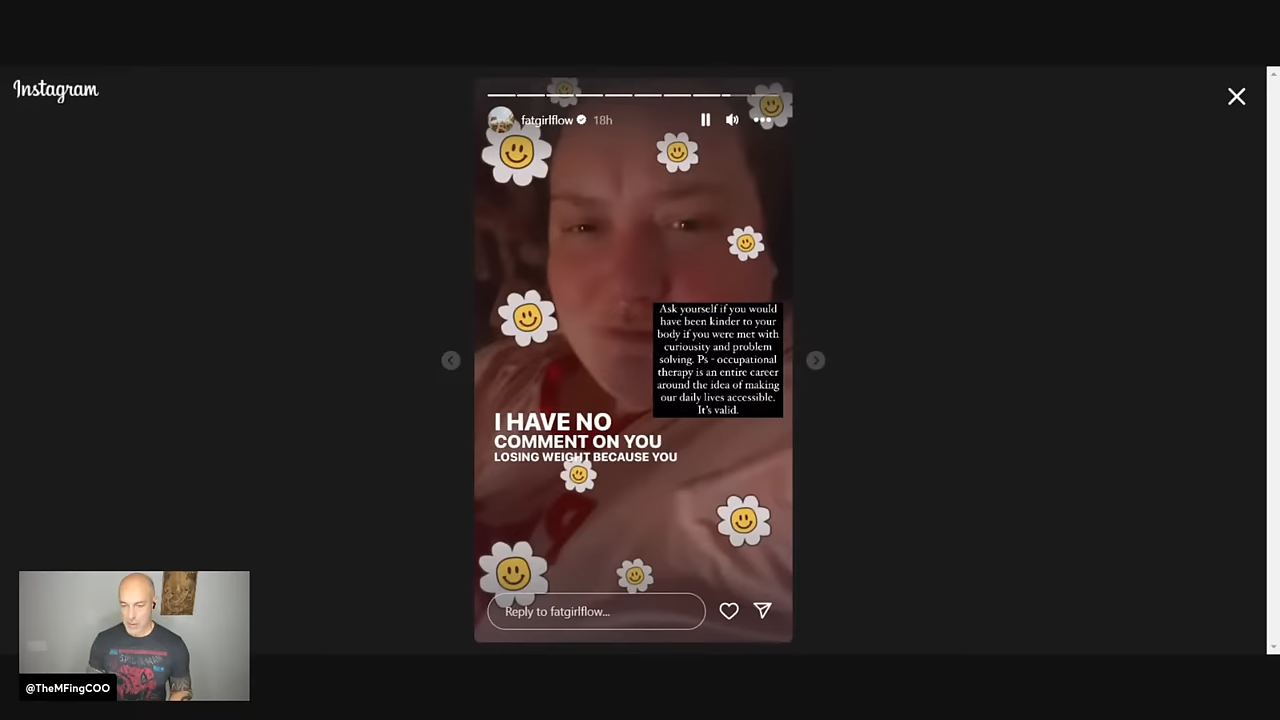 Instagram
fatgirlflow 18h
Ask yourself if you would
have been kinder to your
body if you were met with
curiousity and problem
solving. Ps - occupational
therapy is an entire career
around the idea of making
our daily lives accessible.
It's valid.
I HAVE NO
COMMENT ON YOU
LOSING WEIGHT BECAUSE YOU
Reply to fatgirlflow...
@TheMFingCOO